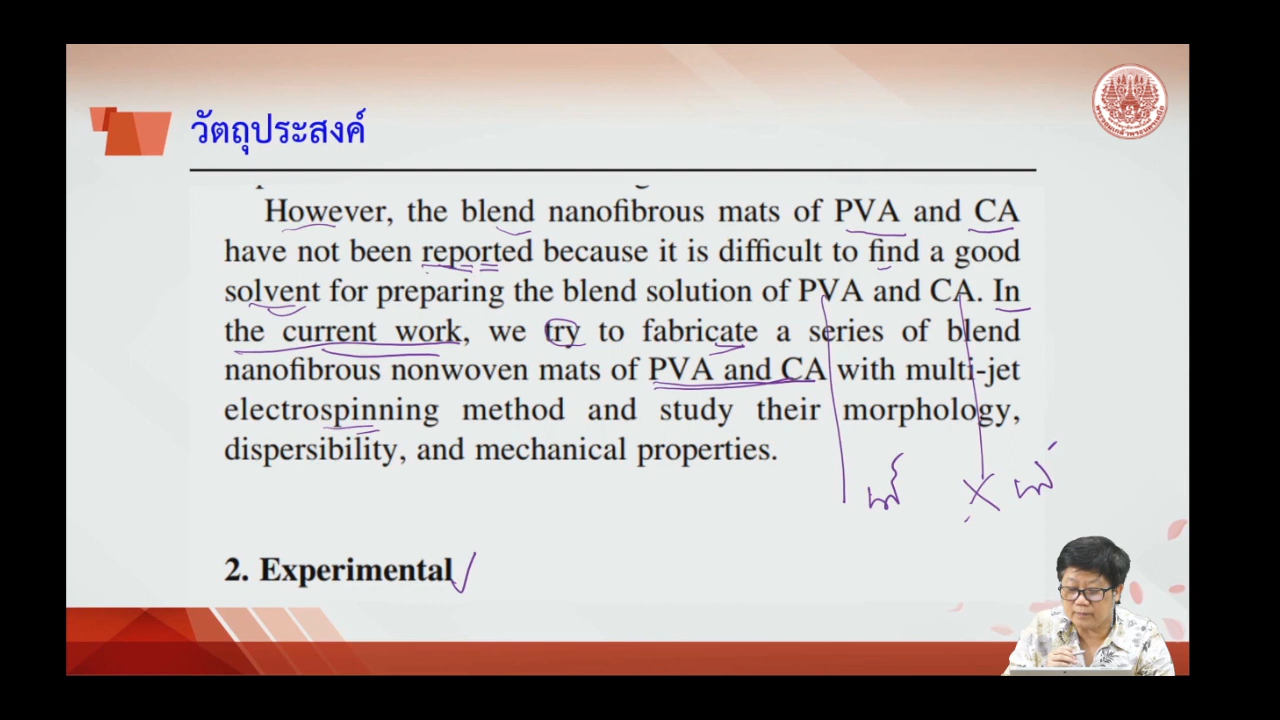 วัตถุประสงค์
However, the blend nanofibrous mats of PVA and CA
have not been reported because it is difficult to find a good
solvent for preparing the blend solution of PVA and CA. In
the current work, we try to fabricate a series of blend
nanofibrous nonwoven mats of PVA and CA with multi-jet
electrospinning method and study their morphology,
dispersibility, and mechanical properties.
2. Experimental